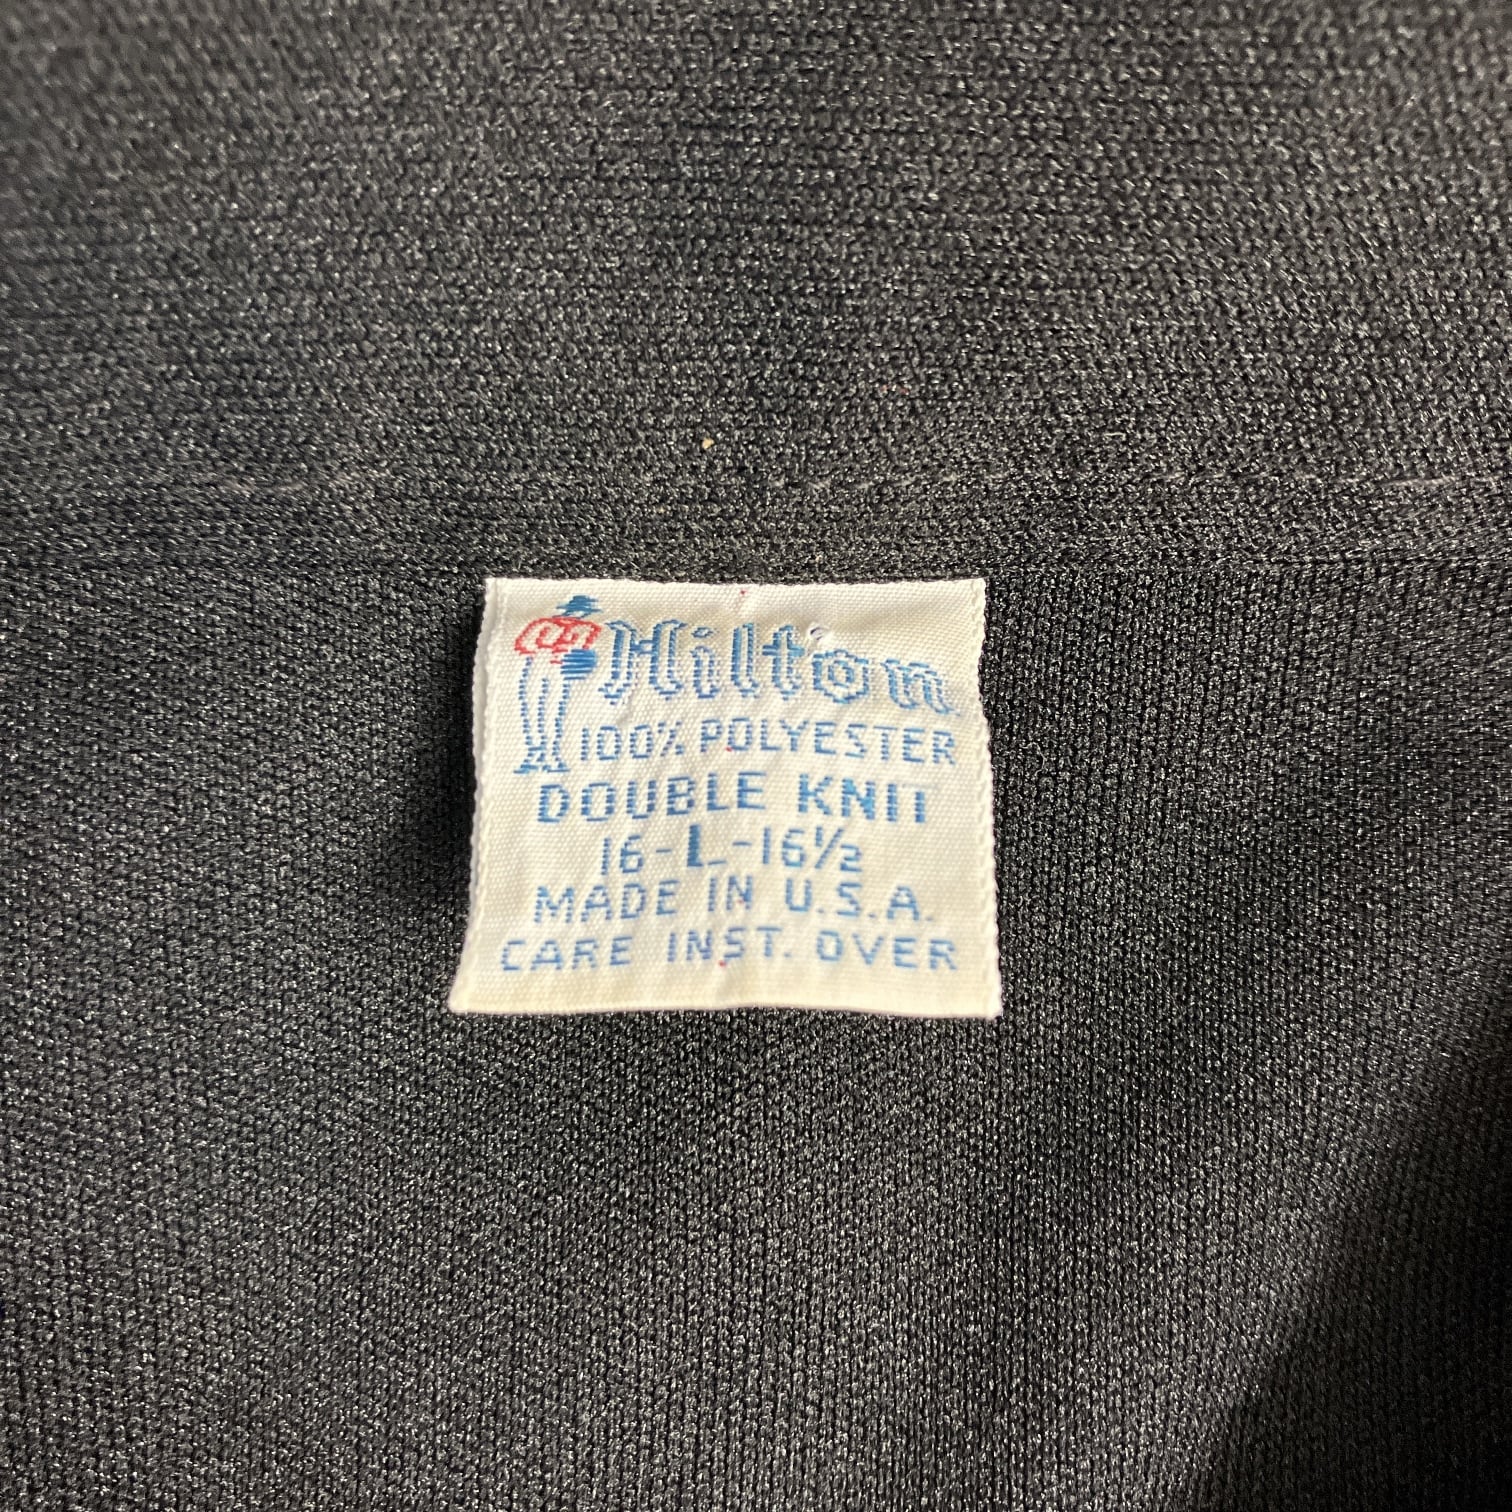 Hilton
100% POLYESTER
DOUBLE KNIT
16-L-16½
MADE IN U.S.A.
CARE INST. OVER